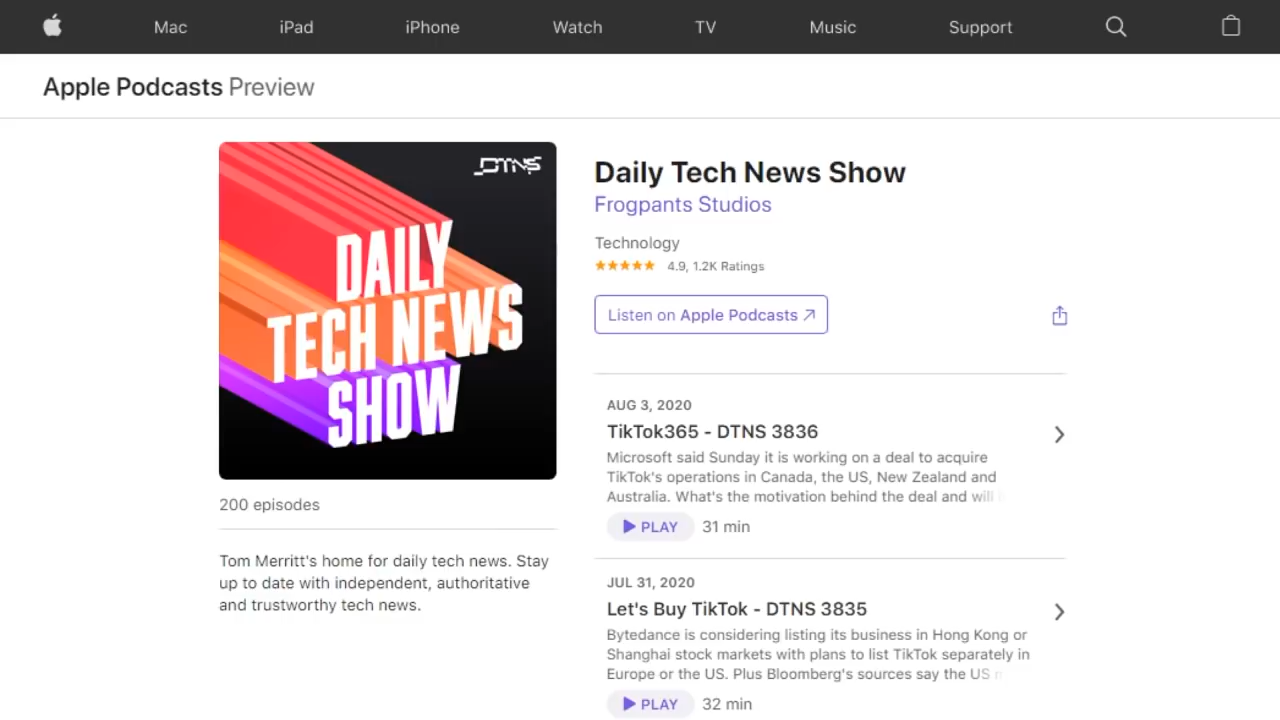 Mac iPad iPhone Watch TV Music Support
Apple Podcasts Preview
DTNS
DAILY
TECH NEWS
SHOW
200 episodes
Tom Merritt's home for daily tech news. Stay
up to date with independent, authoritative
and trustworthy tech news.
Daily Tech News Show
Frogpants Studios
Technology
4.9, 1.2K Ratings
Listen on Apple Podcasts ↗
AUG 3, 2020
TikTok365 - DTNS 3836
Microsoft said Sunday it is working on a deal to acquire
TikTok's operations in Canada, the US, New Zealand and
Australia. What's the motivation behind the deal and will
PLAY 31 min
JUL 31, 2020
Let's Buy TikTok - DTNS 3835
Bytedance is considering listing its business in Hong Kong or
Shanghai stock markets with plans to list TikTok separately in
Europe or the US. Plus Bloomberg's sources say the US
PLAY 32 min